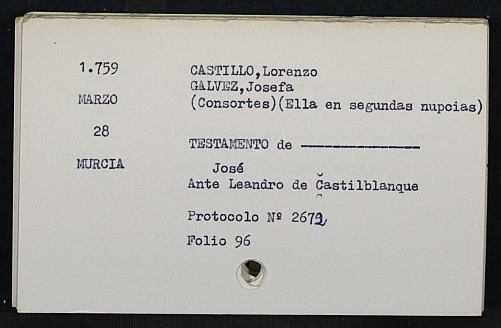 1.759
MARZO
28
MURCIA
CASTILLO,Lorenzo
GALVEZ,Josefa
(Consortes)(Ella en segundas nupcias)
TESTAMENTO de ----------------
José
Ante Leandro de Castilblanque
Protocolo Nº 2672
Folio 96